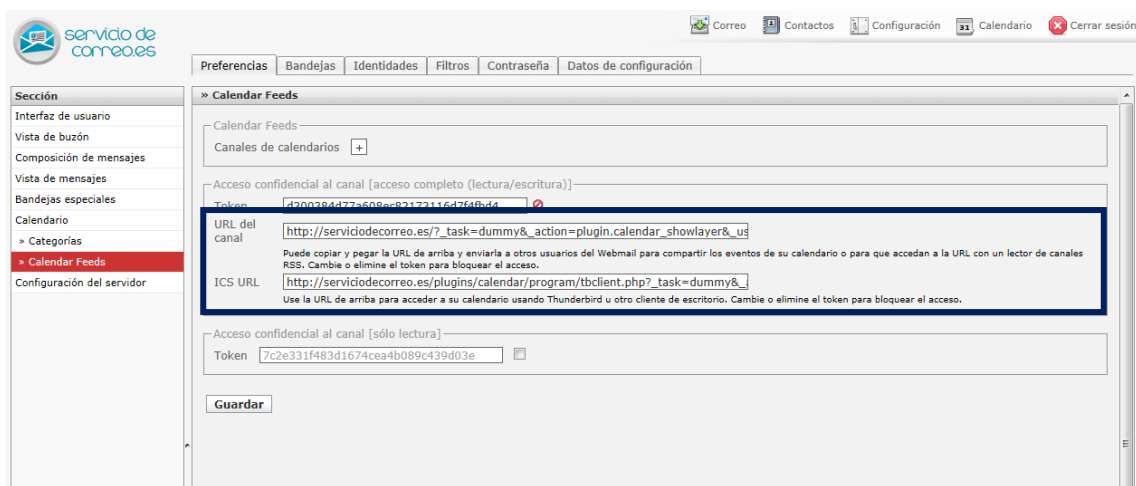 servicio de
correo.es
Correo Contactos Configuración 31 Calendario Cerrar sesión
Preferencias Bandejas Identidades Filtros Contraseña Datos de configuración
Sección
Interfaz de usuario
Vista de buzón
Composición de mensajes
Vista de mensajes
Bandejas especiales
Calendario
» Categorías
» Calendar Feeds
Configuración del servidor
» Calendar Feeds
Calendar Feeds
Canales de calendarios +
Acceso confidencial al canal [acceso completo (lectura/escritura)]
Token d300384d77a608ec82173116d7f4fbd4
URL del
canal
http://serviciodecorreo.es/?_task=dummy&_action=plugin.calendar_showlayer&_us
Puede copiar y pegar la URL de arriba y enviarla a otros usuarios del Webmail para compartir los eventos de su calendario o para que accedan a la URL con un lector de canales
RSS. Cambie o elimine el token para bloquear el acceso.
ICS URL http://serviciodecorreo.es/plugins/calendar/program/tbclient.php?_task=dummy&_
Use la URL de arriba para acceder a su calendario usando Thunderbird u otro cliente de escritorio. Cambie o elimine el token para bloquear el acceso.
Acceso confidencial al canal [sólo lectura]
Token 7c2e331f483d1674cea4b089c439d03e
Guardar